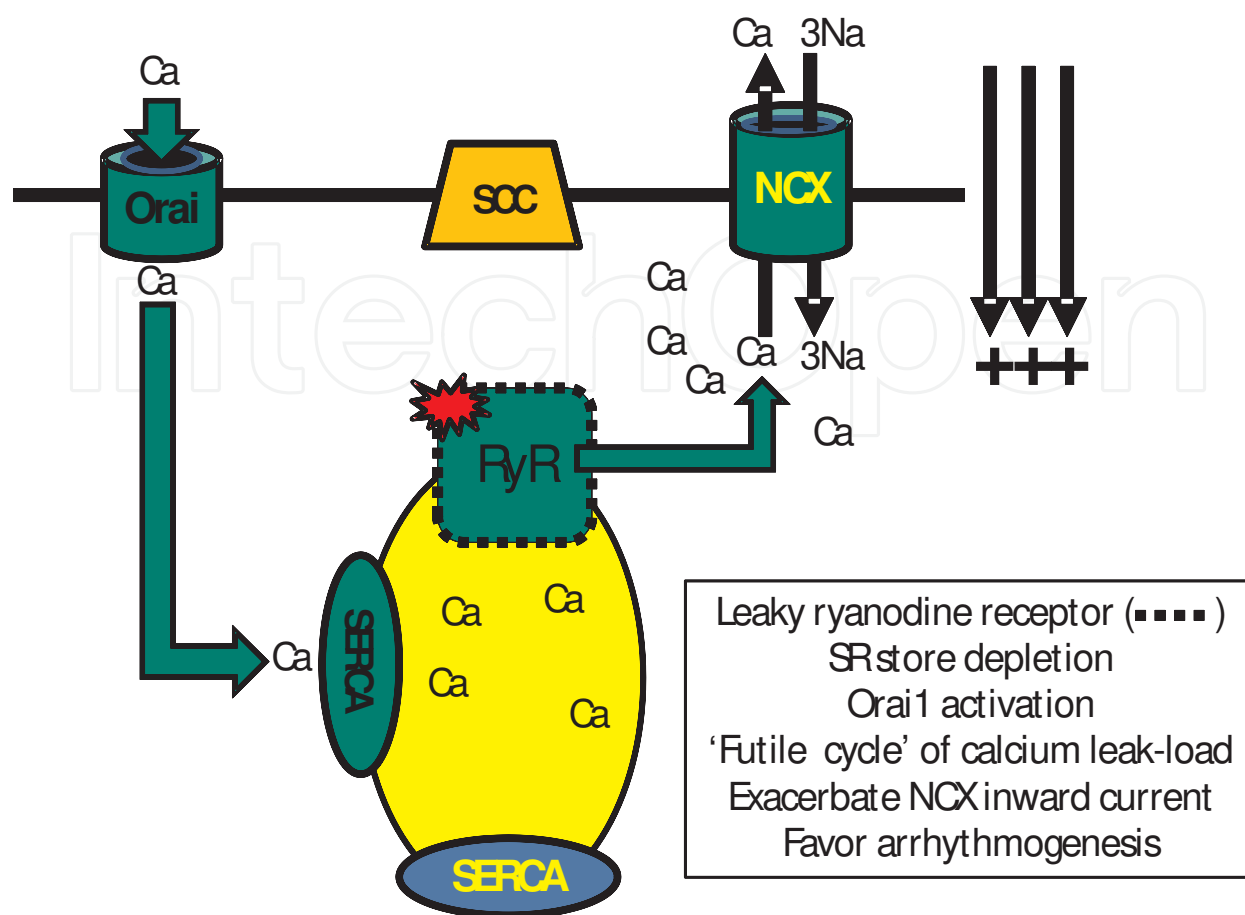 Ca 3Na
Ca
Orai
SCC
NCX
IntechOpen
Ca
Ca
Ca
Ca
3Na
+++
Ca
Ca
RyR
Ca
Ca
Ca
Ca
Ca
SERCA
SERCA
Leaky ryanodine receptor (▪▪▪▪)
SR store depletion
Orai1 activation
‘Futile cycle’ of calcium leak-load
Exacerbate NCX inward current
Favor arrhythmogenesis